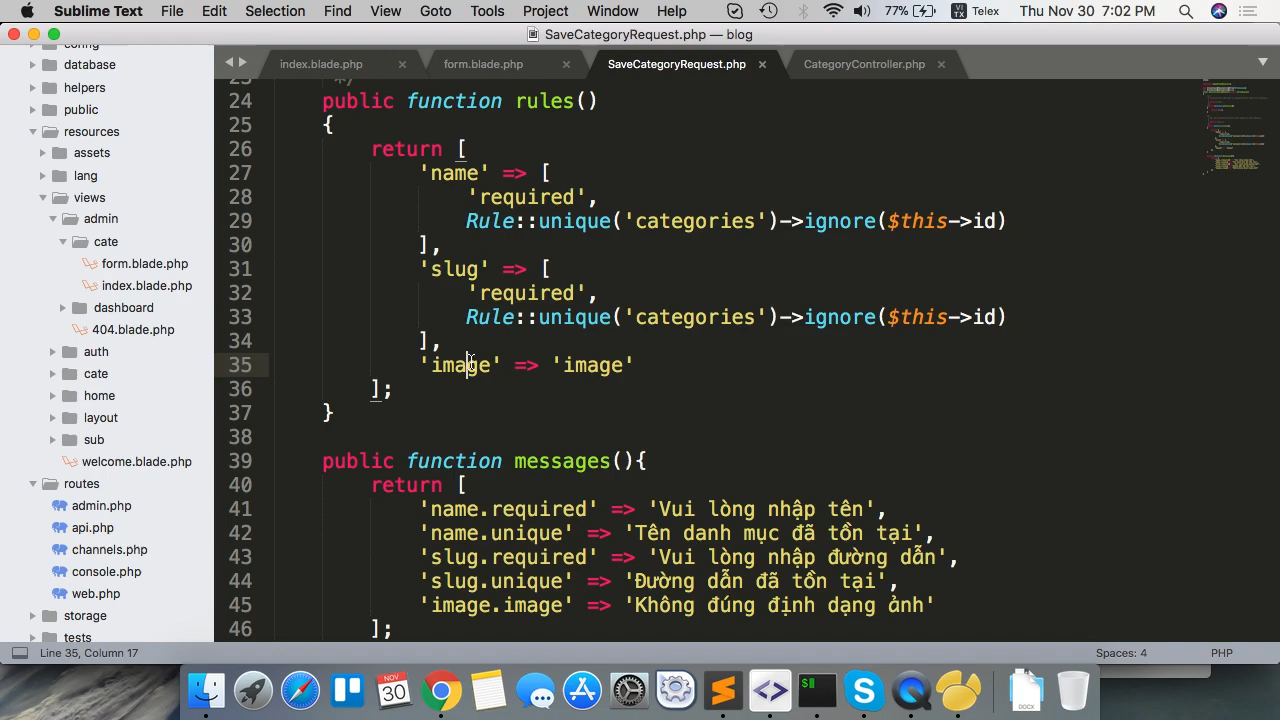 Sublime Text File Edit Selection Find View Goto Tools Project Window Help 77% VI TX Telex Thu Nov 30 7:02 PM
SaveCategoryRequest.php — blog
index.blade.php form.blade.php SaveCategoryRequest.php CategoryController.php
config
database
helpers
public
resources
assets
lang
views
admin
cate
form.blade.php
index.blade.php
dashboard
404.blade.php
auth
cate
home
layout
sub
welcome.blade.php
routes
admin.php
api.php
channels.php
console.php
web.php
storage
tests
23 */
24 public function rules()
25 {
26 return [
27 'name' => [
28 'required',
29 Rule::unique('categories')->ignore($this->id)
30 ],
31 'slug' => [
32 'required',
33 Rule::unique('categories')->ignore($this->id)
34 ],
35 'image' => 'image'
36 ];
37 }
38
39 public function messages(){
40 return [
41 'name.required' => 'Vui lòng nhập tên',
42 'name.unique' => 'Tên danh mục đã tồn tại',
43 'slug.required' => 'Vui lòng nhập đường dẫn',
44 'slug.unique' => 'Đường dẫn đã tồn tại',
45 'image.image' => 'Không đúng định dạng ảnh'
46 ];
Line 35, Column 17 Spaces: 4 PHP
NOV
30
DOCX